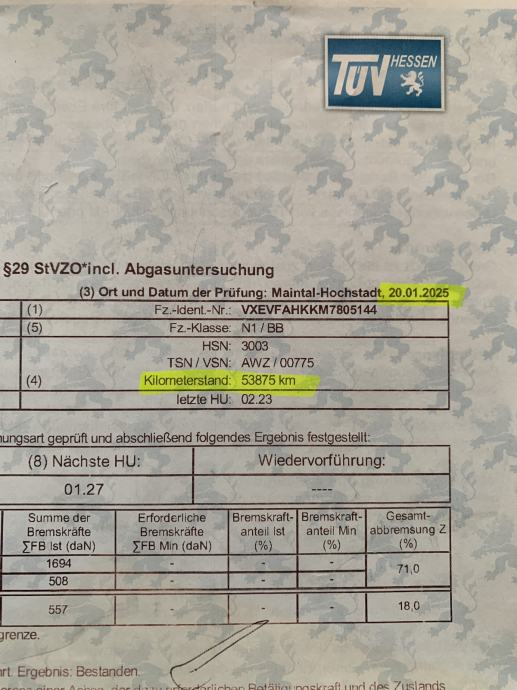 TÜV HESSEN
§29 StVZO*incl. Abgasuntersuchung
(3) Ort und Datum der Prüfung: Maintal-Hochstadt, 20.01.2025
(1) Fz.-Ident.-Nr.: VXEVFAHKKM7805144
(5) Fz.-Klasse: N1 / BB
HSN: 3003
TSN / VSN: AWZ / 00775
(4) Kilometerstand: 53875 km
letzte HU: 02.23
nungsart geprüft und abschließend folgendes Ergebnis festgestellt:
(8) Nächste HU: Wiedervorführung:
01.27 ----
Summe der Erforderliche Bremskraft- Bremskraft- Gesamt-
Bremskräfte Bremskräfte anteil Ist anteil Min abbremsung Z
∑FB Ist (daN) ∑FB Min (daN) (%) (%) (%)
1694 - - - 71,0
508 - - -
557 - - - 18,0
grenze.
hrt. Ergebnis: Bestanden.